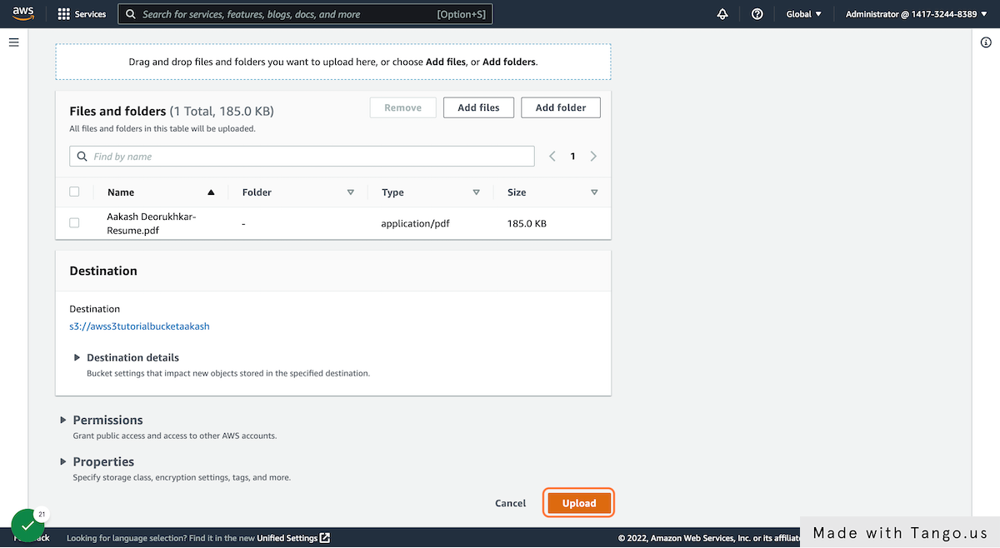 aws Services Search for services, features, blogs, docs, and more [Option+S] Global Administrator @ 1417-3244-8389
Drag and drop files and folders you want to upload here, or choose Add files, or Add folders.
Files and folders (1 Total, 185.0 KB) Remove Add files Add folder
All files and folders in this table will be uploaded.
Find by name 1
Name Folder Type Size
Aakash Deorukhkar-
Resume.pdf - application/pdf 185.0 KB
Destination
Destination
s3://awss3tutorialbucketaakash
Destination details
Bucket settings that impact new objects stored in the specified destination.
Permissions
Grant public access and access to other AWS accounts.
Properties
Specify storage class, encryption settings, tags, and more.
Cancel Upload
21
Looking for language selection? Find it in the new Unified Settings © 2022, Amazon Web Services, Inc. or its
Made with Tango.us